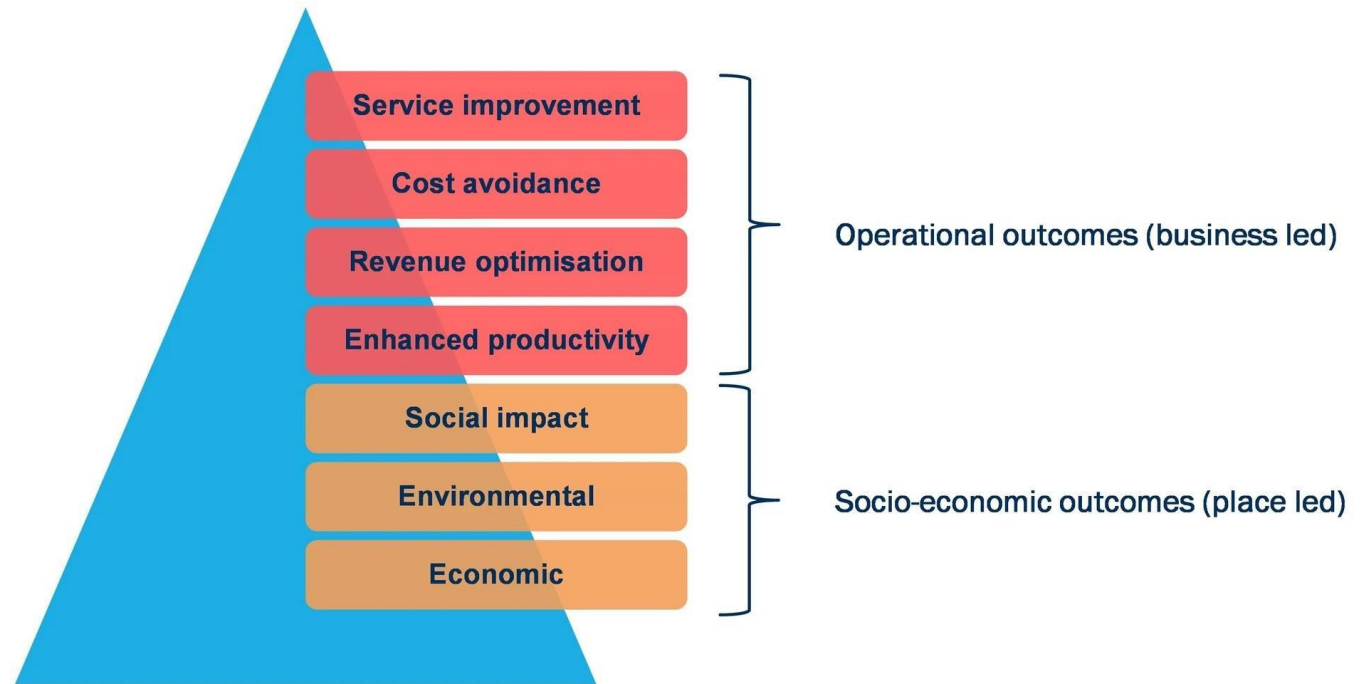 Service improvement
Cost avoidance
Revenue optimisation
Enhanced productivity
Operational outcomes (business led)
Social impact
Environmental
Economic
Socio-economic outcomes (place led)